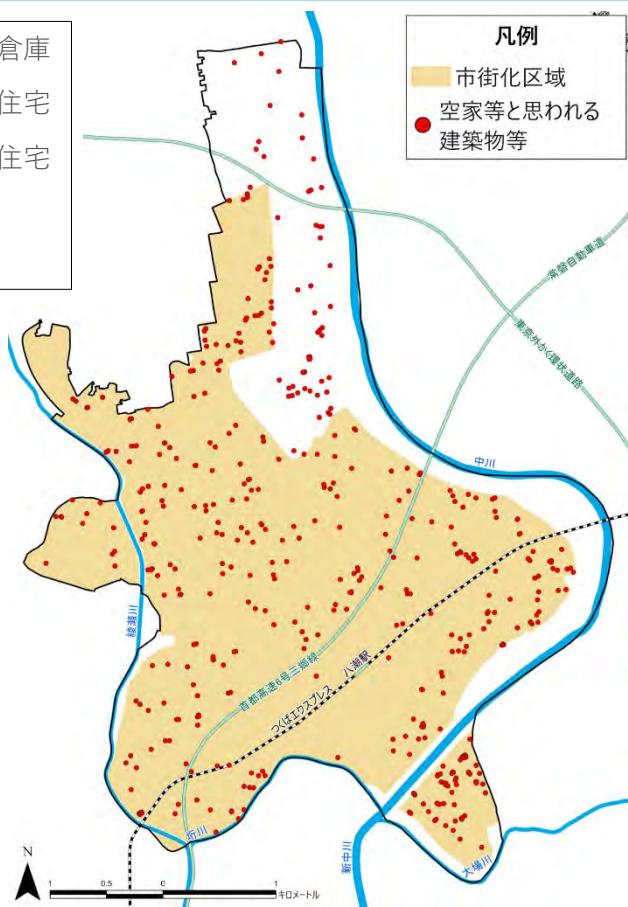 倉庫
住宅
住宅
凡例
市街化区域
空家等と思われる
建築物等
常磐自動車道
東京外かく環状道路
中川
綾瀬川
首都高速6号三郷線
つくばエクスプレス
八潮駅
垳川
新中川
大場川
N
1 0.5 0 1
キロメートル